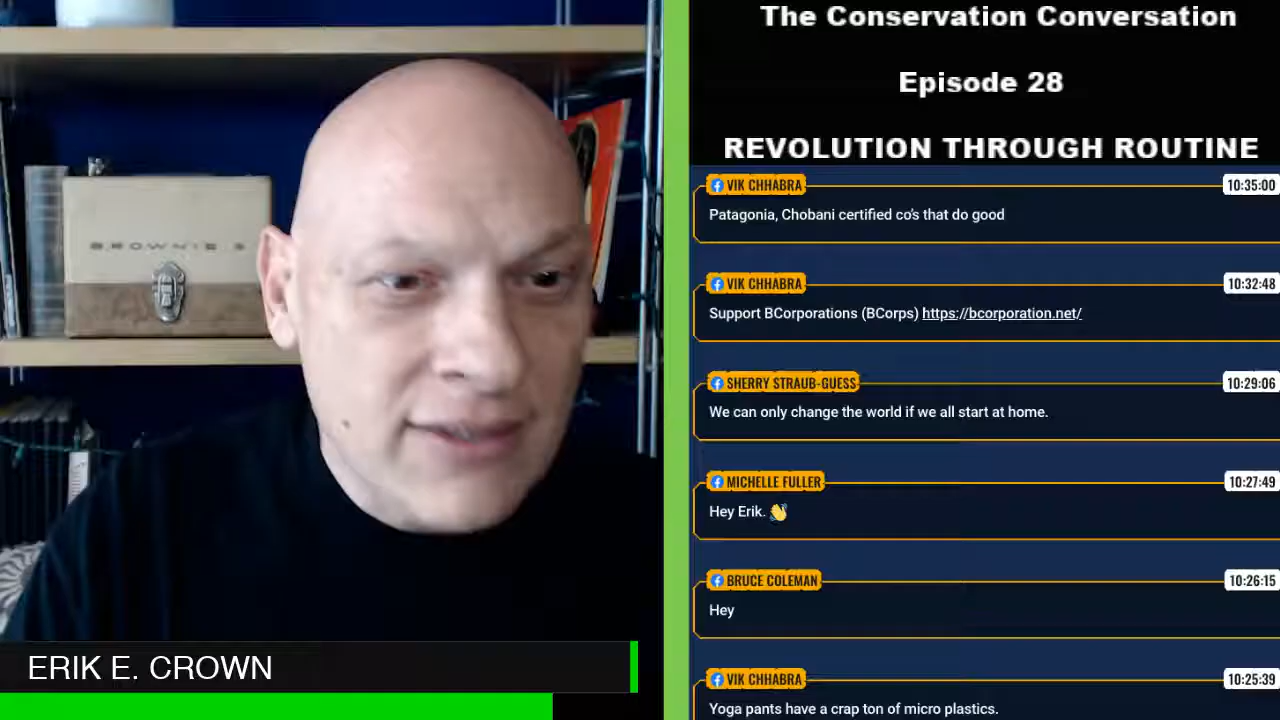 The Conservation Conversation
Episode 28
REVOLUTION THROUGH ROUTINE
BROWNIE'S
VIK CHHABRA 10:35:00
Patagonia, Chobani certified co's that do good
VIK CHHABRA 10:32:48
Support BCorporations (BCorps) https://bcorporation.net/
SHERRY STRAUB-GUESS 10:29:06
We can only change the world if we all start at home.
MICHELLE FULLER 10:27:49
Hey Erik. 👋
BRUCE COLEMAN 10:26:15
Hey
VIK CHHABRA 10:25:39
Yoga pants have a crap ton of micro plastics.
ERIK E. CROWN